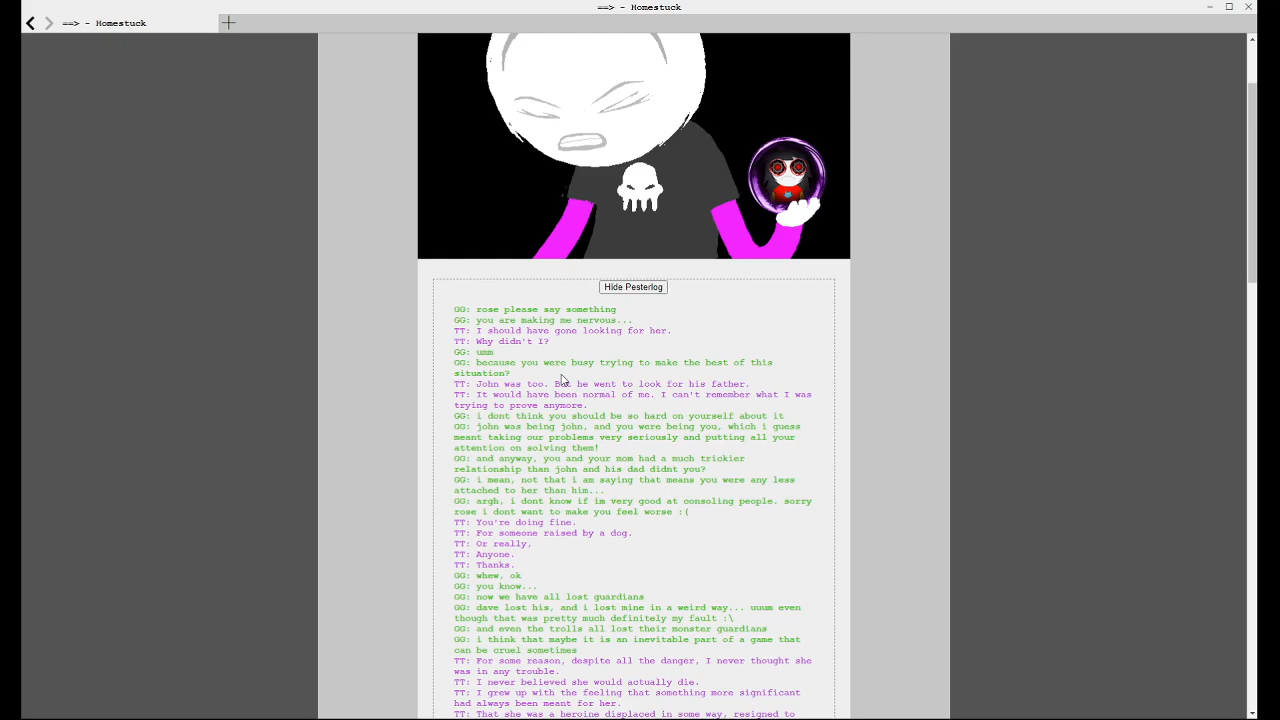 ==> - Homestuck
==> - Homestuck
Hide Pesterlog
GG: rose please say something
GG: you are making me nervous...
TT: I should have gone looking for her.
TT: Why didn't I?
GG: umm
GG: because you were busy trying to make the best of this
situation?
TT: John was too. But he went to look for his father.
TT: It would have been normal of me. I can't remember what I was
trying to prove anymore.
GG: i dont think you should be so hard on yourself about it
GG: john was being john, and you were being you, which i guess
meant taking our problems very seriously and putting all your
attention on solving them!
GG: and anyway, you and your mom had a much trickier
relationship than john and his dad didnt you?
GG: i mean, not that i am saying that means you were any less
attached to her than him...
GG: argh, i dont know if im very good at consoling people. sorry
rose i dont want to make you feel worse :(
TT: You're doing fine.
TT: For someone raised by a dog.
TT: Or really,
TT: Anyone.
TT: Thanks.
GG: whew, ok
GG: you know...
GG: now we have all lost guardians
GG: dave lost his, and i lost mine in a weird way... uuum even
though that was pretty much definitely my fault :\
GG: and even the trolls all lost their monster guardians
GG: i think that maybe it is an inevitable part of a game that
can be cruel sometimes
TT: For some reason, despite all the danger, I never thought she
was in any trouble.
TT: I never believed she would actually die.
TT: I grew up with the feeling that something more significant
had always been meant for her.
TT: That she was a heroine displaced in some way, resigned to